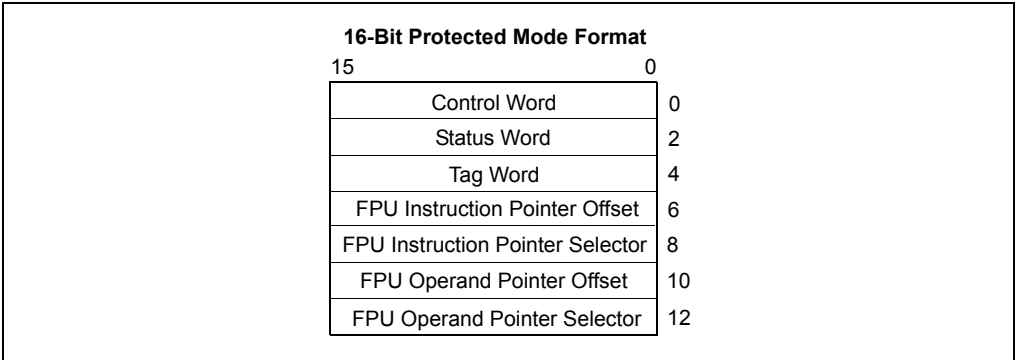 16-Bit Protected Mode Format
15 0
Control Word 0
Status Word 2
Tag Word 4
FPU Instruction Pointer Offset 6
FPU Instruction Pointer Selector 8
FPU Operand Pointer Offset 10
FPU Operand Pointer Selector 12